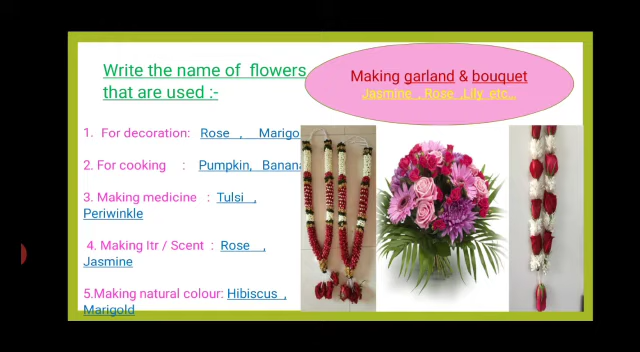 Write the name of flowers
that are used :-
Making garland & bouquet
Jasmine , Rose ,Lily etc...
1. For decoration: Rose ,
2. For cooking : Pumpkin,
3. Making medicine : Tulsi ,
Periwinkle
4. Making Itr / Scent : Rose ,
Jasmine
5.Making natural colour: Hibiscus ,
Marigold